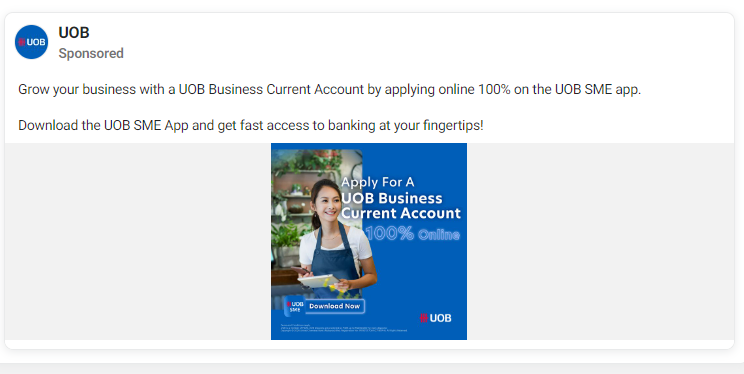 UOB
UOB
Sponsored
Grow your business with a UOB Business Current Account by applying online 100% on the UOB SME app.
Download the UOB SME App and get fast access to banking at your fingertips!
Apply For A
UOB Business
Current Account
100% Online
UOB
SME
Download Now
UOB